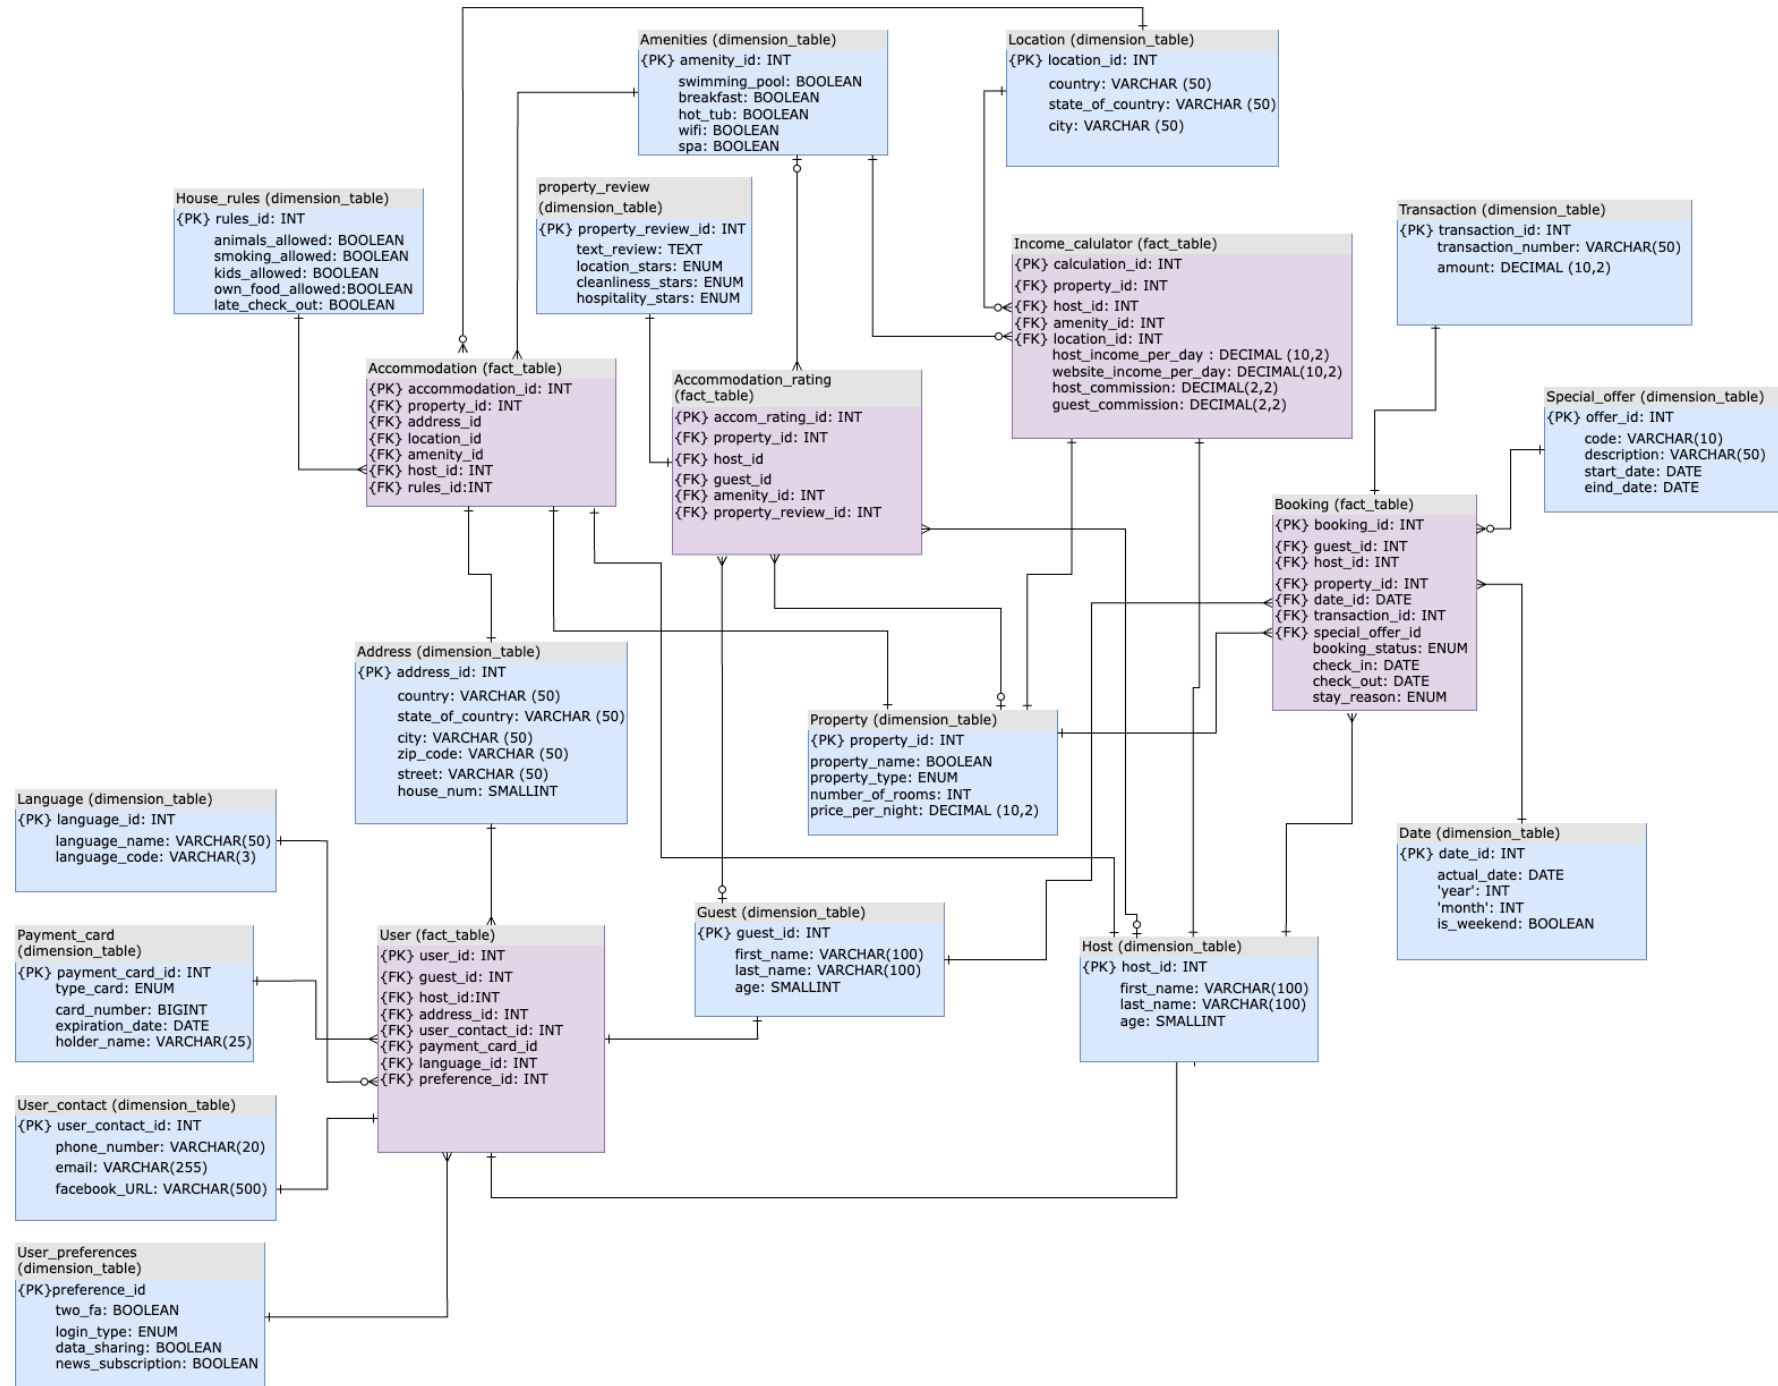 Amenities (dimension_table)
{PK} amenity_id: INT
swimming_pool: BOOLEAN
breakfast: BOOLEAN
hot_tub: BOOLEAN
wifi: BOOLEAN
spa: BOOLEAN
Location (dimension_table)
{PK} location_id: INT
country: VARCHAR (50)
state_of_country: VARCHAR (50)
city: VARCHAR (50)
House_rules (dimension_table)
{PK} rules_id: INT
animals_allowed: BOOLEAN
smoking_allowed: BOOLEAN
kids_allowed: BOOLEAN
own_food_allowed:BOOLEAN
late_check_out: BOOLEAN
property_review
(dimension_table)
{PK} property_review_id: INT
text_review: TEXT
location_stars: ENUM
cleanliness_stars: ENUM
hospitality_stars: ENUM
Income_calulator (fact_table)
{PK} calculation_id: INT
{FK} property_id: INT
{FK} host_id: INT
{FK} amenity_id: INT
{FK} location_id: INT
host_income_per_day : DECIMAL (10,2)
website_income_per_day: DECIMAL(10,2)
host_commission: DECIMAL(2,2)
guest_commission: DECIMAL(2,2)
Transaction (dimension_table)
{PK} transaction_id: INT
transaction_number: VARCHAR(50)
amount: DECIMAL (10,2)
Accommodation (fact_table)
{PK} accommodation_id: INT
{FK} property_id: INT
{FK} address_id
{FK} location_id
{FK} amenity_id
{FK} host_id: INT
{FK} rules_id:INT
Accommodation_rating
(fact_table)
{PK} accom_rating_id: INT
{FK} property_id: INT
{FK} host_id
{FK} guest_id
{FK} amenity_id: INT
{FK} property_review_id: INT
Special_offer (dimension_table)
{PK} offer_id: INT
code: VARCHAR(10)
description: VARCHAR(50)
start_date: DATE
eind_date: DATE
Booking (fact_table)
{PK} booking_id: INT
{FK} guest_id: INT
{FK} host_id: INT
{FK} property_id: INT
{FK} date_id: DATE
{FK} transaction_id: INT
{FK} special_offer_id
booking_status: ENUM
check_in: DATE
check_out: DATE
stay_reason: ENUM
Address (dimension_table)
{PK} address_id: INT
country: VARCHAR (50)
state_of_country: VARCHAR (50)
city: VARCHAR (50)
zip_code: VARCHAR (50)
street: VARCHAR (50)
house_num: SMALLINT
Property (dimension_table)
{PK} property_id: INT
property_name: BOOLEAN
property_type: ENUM
number_of_rooms: INT
price_per_night: DECIMAL (10,2)
Language (dimension_table)
{PK} language_id: INT
language_name: VARCHAR(50)
language_code: VARCHAR(3)
Date (dimension_table)
{PK} date_id: INT
actual_date: DATE
'year': INT
'month': INT
is_weekend: BOOLEAN
Payment_card
(dimension_table)
{PK} payment_card_id: INT
type_card: ENUM
card_number: BIGINT
expiration_date: DATE
holder_name: VARCHAR(25)
User (fact_table)
{PK} user_id: INT
{FK} guest_id: INT
{FK} host_id:INT
{FK} address_id: INT
{FK} user_contact_id: INT
{FK} payment_card_id
{FK} language_id: INT
{FK} preference_id: INT
Guest (dimension_table)
{PK} guest_id: INT
first_name: VARCHAR(100)
last_name: VARCHAR(100)
age: SMALLINT
Host (dimension_table)
{PK} host_id: INT
first_name: VARCHAR(100)
last_name: VARCHAR(100)
age: SMALLINT
User_contact (dimension_table)
{PK} user_contact_id: INT
phone_number: VARCHAR(20)
email: VARCHAR(255)
facebook_URL: VARCHAR(500)
User_preferences
(dimension_table)
{PK}preference_id
two_fa: BOOLEAN
login_type: ENUM
data_sharing: BOOLEAN
news_subscription: BOOLEAN